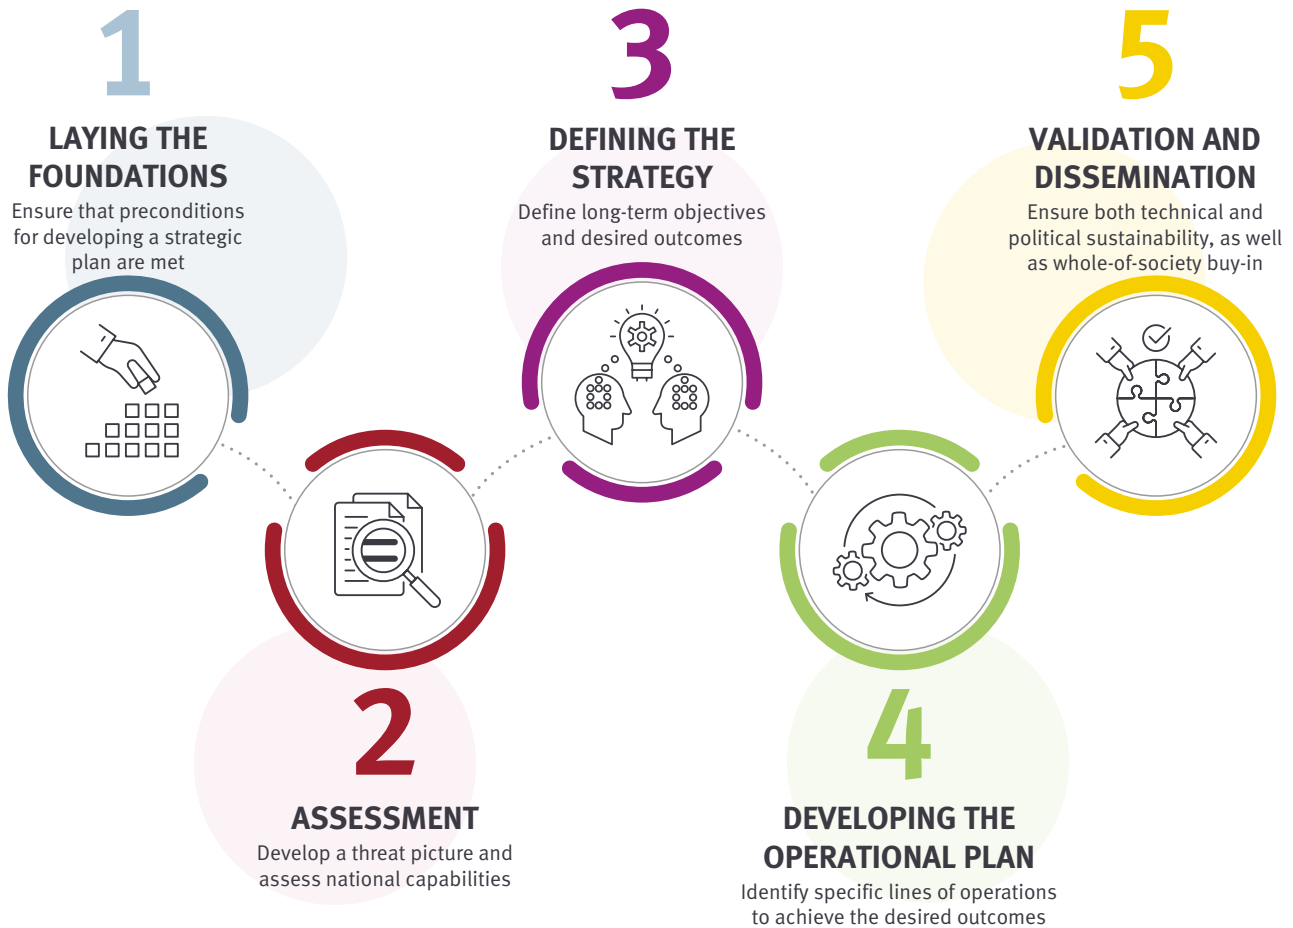 1
LAYING THE
FOUNDATIONS
Ensure that preconditions
for developing a strategic
plan are met
2
ASSESSMENT
Develop a threat picture and
assess national capabilities
3
DEFINING THE
STRATEGY
Define long-term objectives
and desired outcomes
4
DEVELOPING THE
OPERATIONAL PLAN
Identify specific lines of operations
to achieve the desired outcomes
5
VALIDATION AND
DISSEMINATION
Ensure both technical and
political sustainability, as well
as whole-of-society buy-in